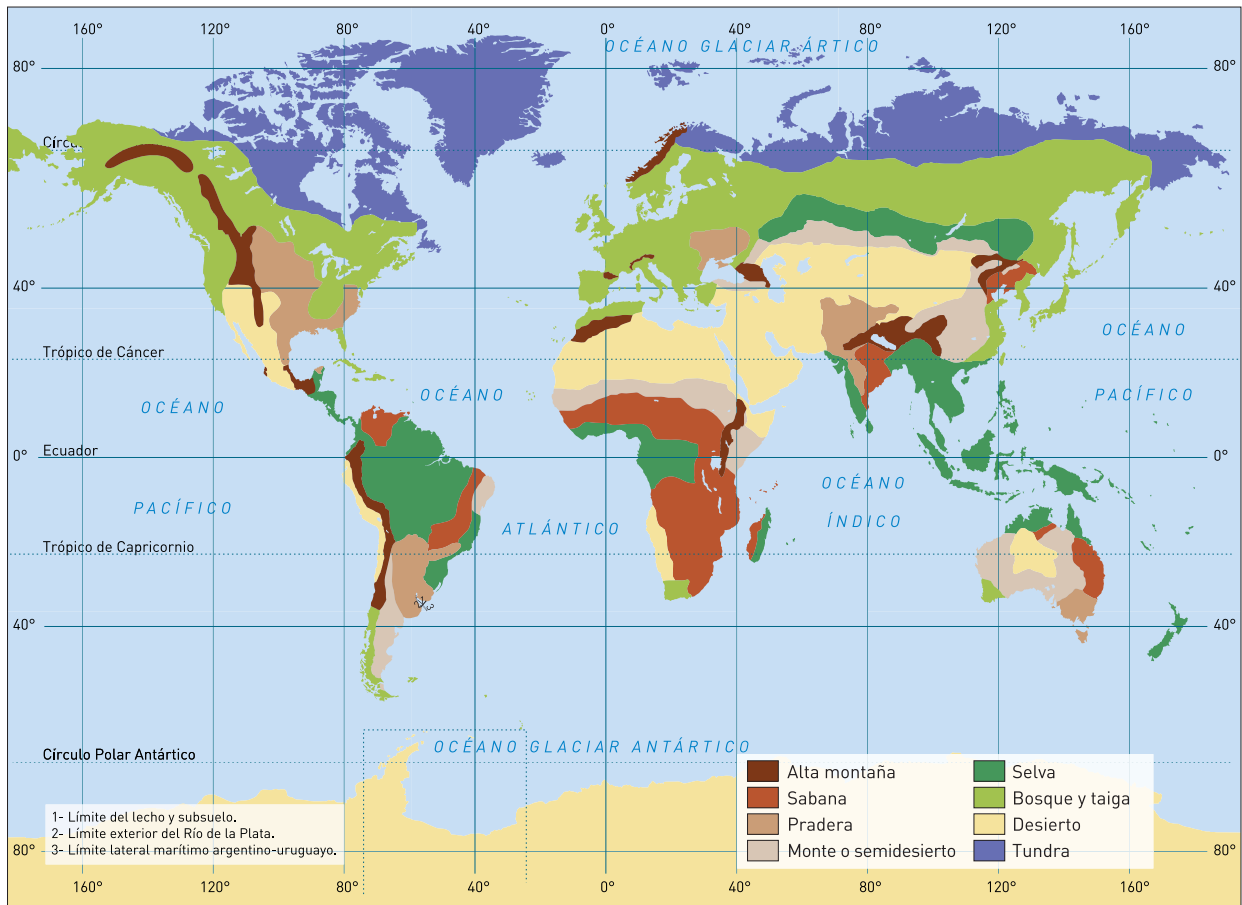 160° 120° 80° 40° 0° 40° 80° 120° 160°
OCÉANO GLACIAR ÁRTICO
80° 80°
Círcu
40° 40°
OCÉANO
Trópico de Cáncer
OCÉANO OCÉANO PACÍFICO
Ecuador
0° 0°
OCÉANO
PACÍFICO ATLÁNTICO ÍNDICO
Trópico de Capricornio
2 3
40° 40°
OCÉANO GLACIAR ANTÁRTICO
Círculo Polar Antártico
Alta montaña
Sabana
Pradera
Monte o semidesierto
Selva
Bosque y taiga
Desierto
Tundra
1- Límite del lecho y subsuelo.
2- Límite exterior del Río de la Plata.
3- Límite lateral marítimo argentino-uruguayo.
80° 80°
160° 120° 80° 40° 0° 40° 80° 120° 160°